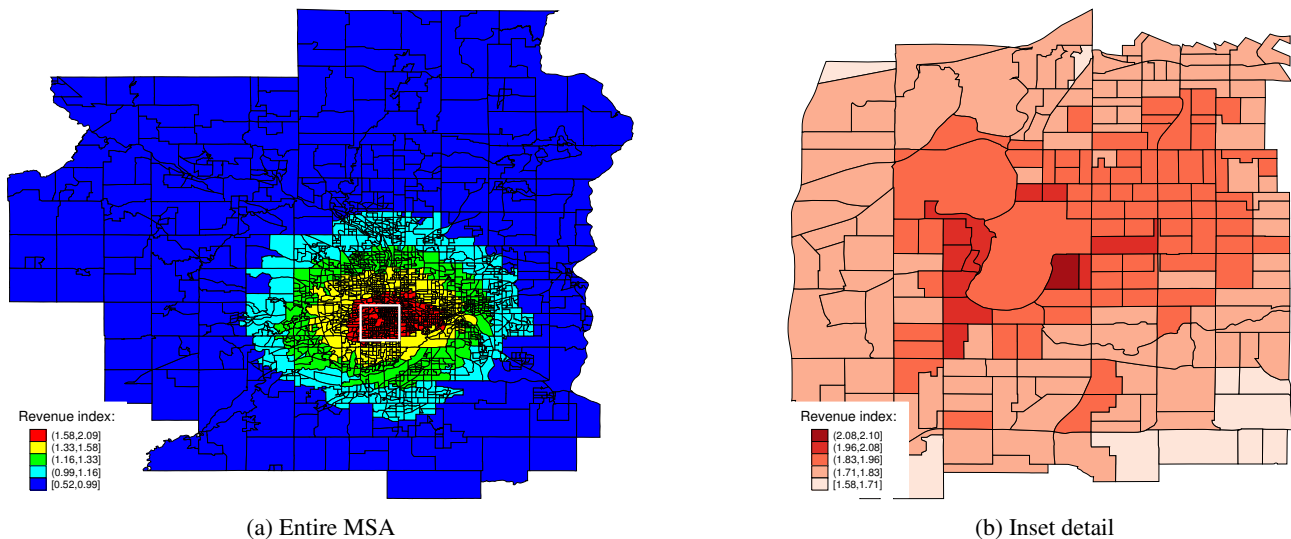 Revenue index:
(1.58,2.09]
(1.33,1.58]
(1.16,1.33]
(0.99,1.16]
[0.52,0.99]
(a) Entire MSA
Revenue index:
(2.08,2.10]
(1.96,2.08]
(1.83,1.96]
(1.71,1.83]
[1.58,1.71]
(b) Inset detail